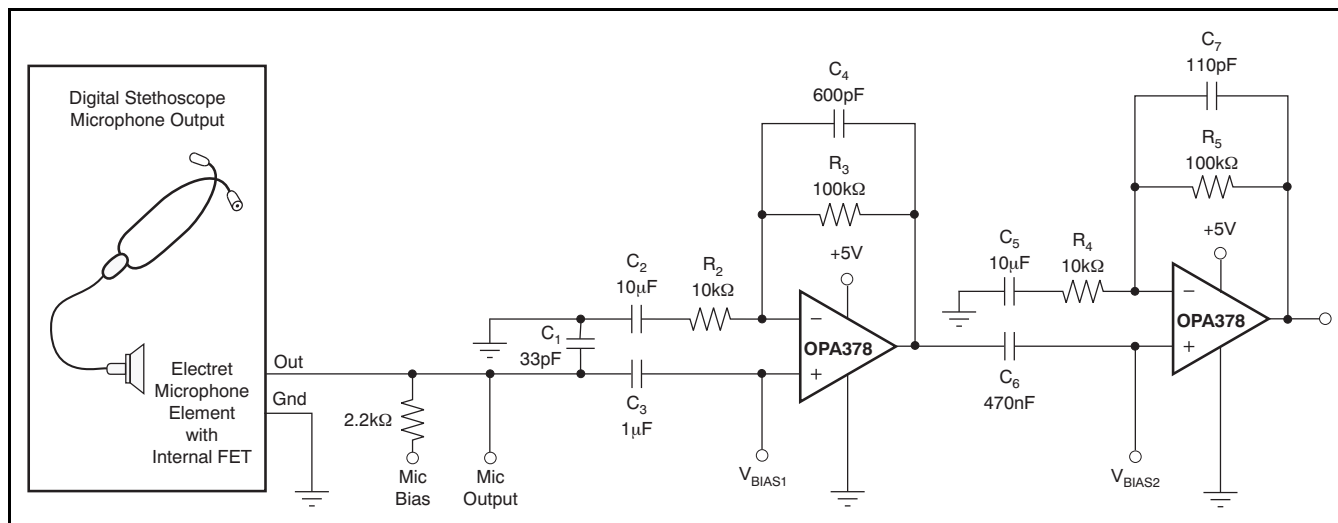 Digital Stethoscope
Microphone Output
Electret
Microphone
Element
with
Internal FET
Out
Gnd
2.2kΩ
Mic
Bias
Mic
Output
C1
33pF
C2
10μF
R2
10kΩ
C3
1μF
C4
600pF
R3
100kΩ
+5V
−
OPA378
+
VBIAS1
C5
10μF
R4
10kΩ
C6
470nF
C7
110pF
R5
100kΩ
+5V
−
OPA378
+
VBIAS2